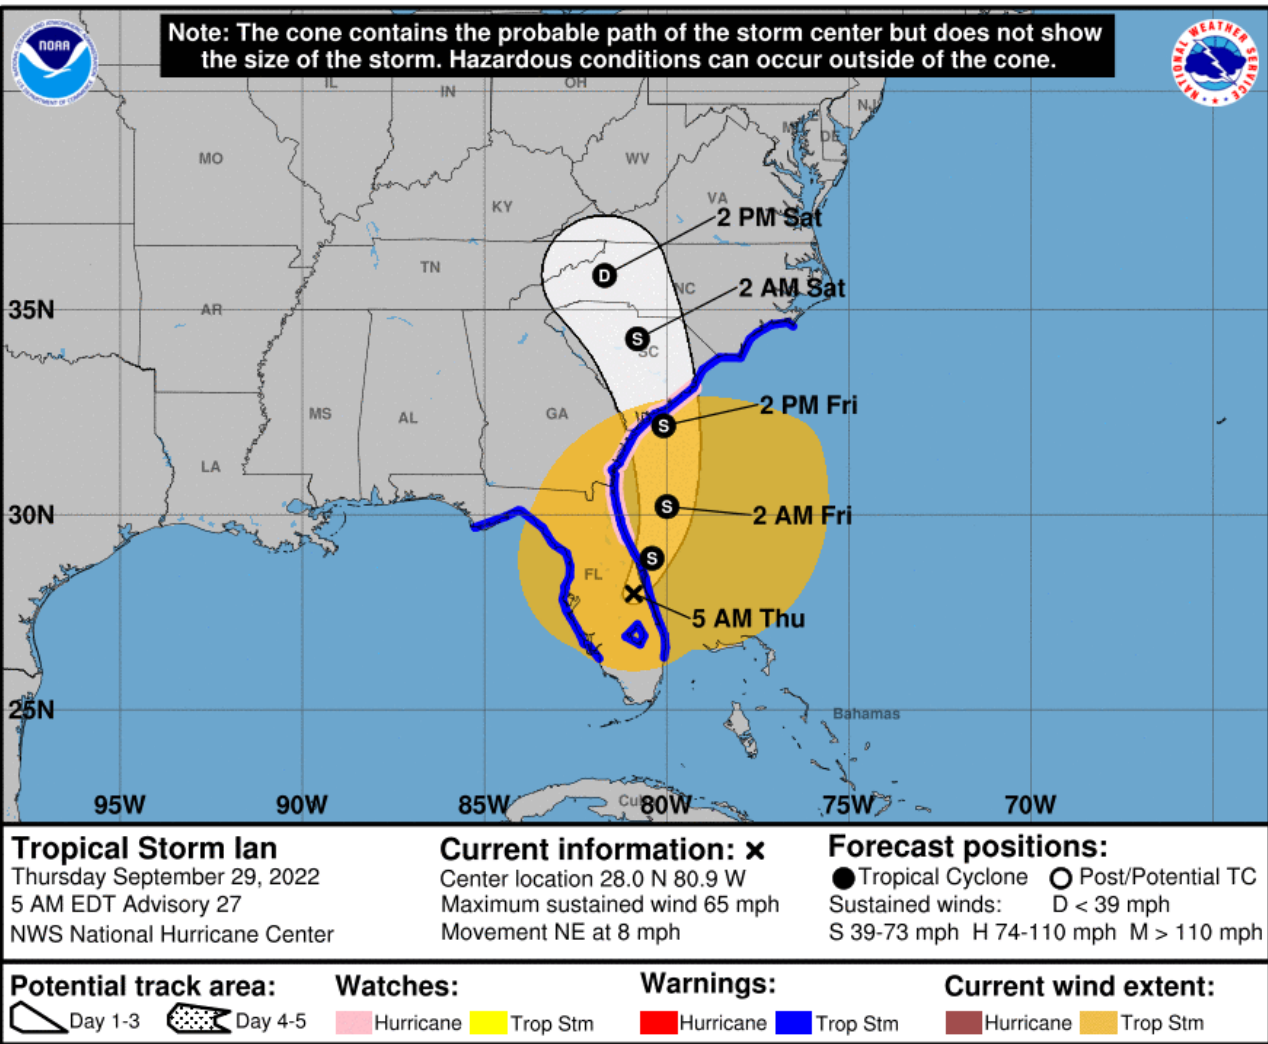 Note: The cone contains the probable path of the storm center but does not show
the size of the storm. Hazardous conditions can occur outside of the cone.
NOAA
NATIONAL WEATHER SERVICE
IL
IN
OH
NJ
DE
MO
WV
KY
VA
2 PM Sat
TN
D
NC
2 AM Sat
35N
AR
S
SC
MS
AL
GA
2 PM Fri
S
LA
30N
S
2 AM Fri
S
FL
5 AM Thu
25N
Bahamas
Cuba
95W
90W
85W
80W
75W
70W
Tropical Storm Ian
Thursday September 29, 2022
5 AM EDT Advisory 27
NWS National Hurricane Center
Current information: ×
Center location 28.0 N 80.9 W
Maximum sustained wind 65 mph
Movement NE at 8 mph
Forecast positions:
Tropical Cyclone Post/Potential TC
Sustained winds: D < 39 mph
S 39-73 mph H 74-110 mph M > 110 mph
Potential track area:
Day 1-3 Day 4-5
Watches:
Hurricane Trop Stm
Warnings:
Hurricane Trop Stm
Current wind extent:
Hurricane Trop Stm